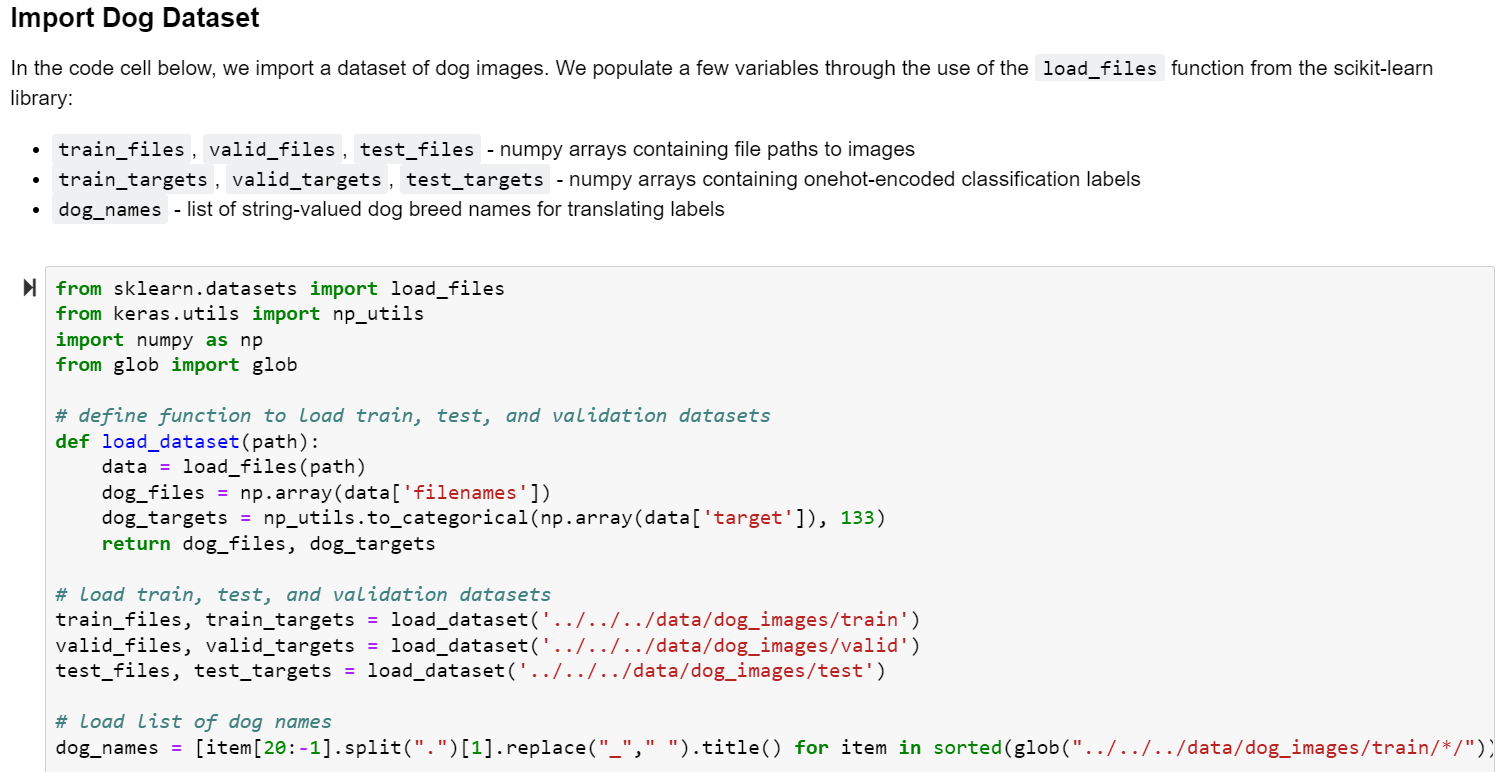 Import Dog Dataset
In the code cell below, we import a dataset of dog images. We populate a few variables through the use of the load_files function from the scikit-learn
library:
• train_files, valid_files, test_files - numpy arrays containing file paths to images
• train_targets, valid_targets, test_targets - numpy arrays containing onehot-encoded classification labels
• dog_names - list of string-valued dog breed names for translating labels
from sklearn.datasets import load_files
from keras.utils import np_utils
import numpy as np
from glob import glob
# define function to load train, test, and validation datasets
def load_dataset(path):
    data = load_files(path)
    dog_files = np.array(data['filenames'])
    dog_targets = np_utils.to_categorical(np.array(data['target']), 133)
    return dog_files, dog_targets
# load train, test, and validation datasets
train_files, train_targets = load_dataset('../../../data/dog_images/train')
valid_files, valid_targets = load_dataset('../../../data/dog_images/valid')
test_files, test_targets = load_dataset('../../../data/dog_images/test')
# load list of dog names
dog_names = [item[20:-1].split(".")[1].replace("_"," ").title() for item in sorted(glob("../../../data/dog_images/train/*/"))